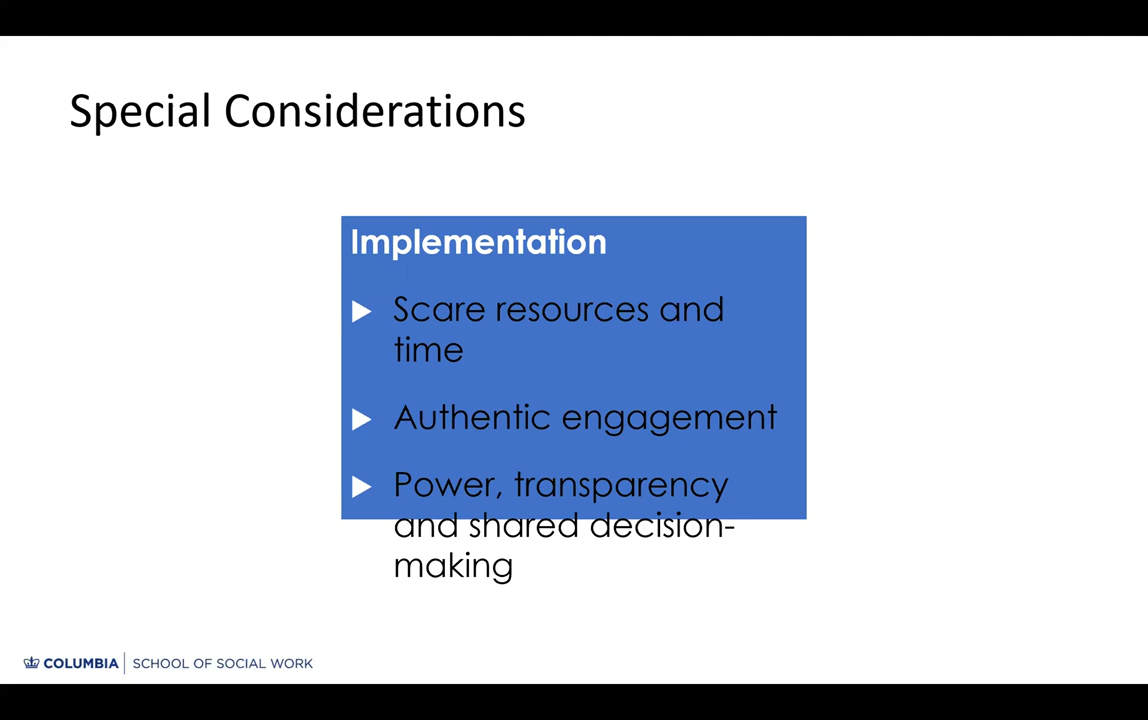 Special Considerations
Implementation
Scare resources and
time
Authentic engagement
Power, transparency
and shared decision-
making
COLUMBIA | SCHOOL OF SOCIAL WORK